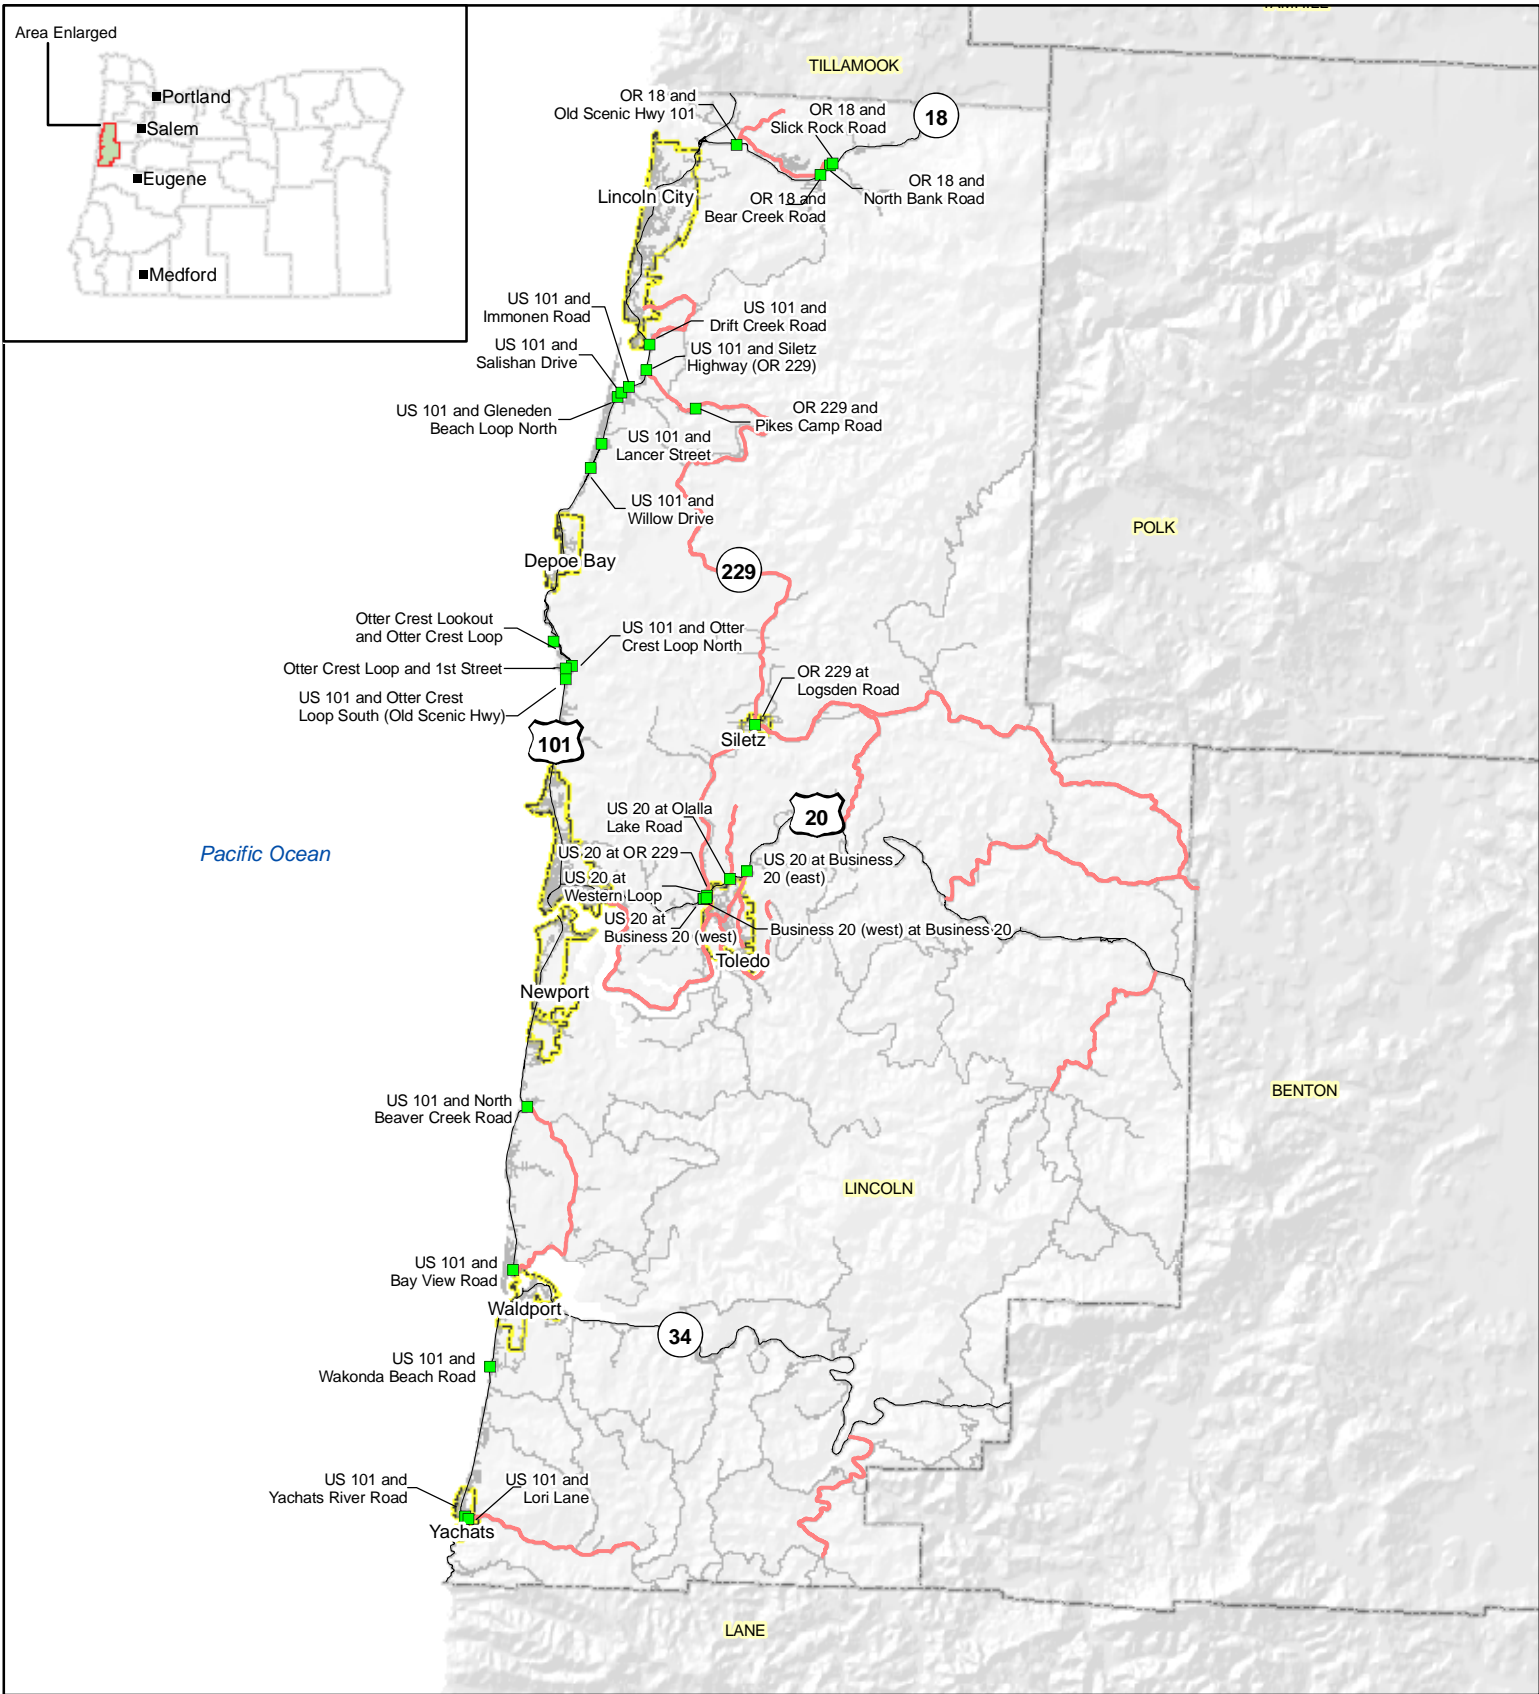 Area Enlarged
Portland
Salem
Eugene
Medford
YAMHILL
TILLAMOOK
OR 18 and
Old Scenic Hwy 101
OR 18 and
Slick Rock Road
18
OR 18 and
North Bank Road
OR 18 and
Bear Creek Road
Lincoln City
US 101 and
Immonen Road
US 101 and
Drift Creek Road
US 101 and
Salishan Drive
US 101 and Siletz
Highway (OR 229)
US 101 and Gleneden
Beach Loop North
OR 229 and
Pikes Camp Road
US 101 and
Lancer Street
US 101 and
Willow Drive
POLK
Depoe Bay
229
Otter Crest Lookout
and Otter Crest Loop
US 101 and Otter
Crest Loop North
Otter Crest Loop and 1st Street
OR 229 at
Logsden Road
US 101 and Otter Crest
Loop South (Old Scenic Hwy)
Siletz
101
US 20 at Olalla
Lake Road
20
Pacific Ocean
US 20 at OR 229
US 20 at Business
20 (east)
US 20 at
Western Loop
US 20 at
Business 20 (west)
Business 20 (west) at Business 20
Toledo
Newport
US 101 and North
Beaver Creek Road
BENTON
LINCOLN
US 101 and
Bay View Road
Waldport
34
US 101 and
Wakonda Beach Road
US 101 and
Yachats River Road
US 101 and
Lori Lane
Yachats
LANE